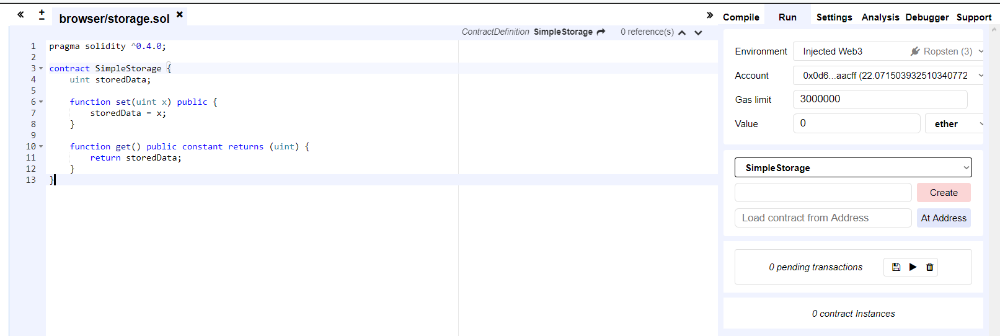 « ± browser/storage.sol ✖ » Compile Run Settings Analysis Debugger Support
ContractDefinition SimpleStorage 0 reference(s)
1 pragma solidity ^0.4.0;
2
3 contract SimpleStorage {
4 uint storedData;
5
6 function set(uint x) public {
7 storedData = x;
8 }
9
10 function get() public constant returns (uint) {
11 return storedData;
12 }
13 }
Environment Injected Web3 Ropsten (3)
Account 0x0d6...aacff (22.071503932510340772
Gas limit 3000000
Value 0 ether
SimpleStorage
Create
Load contract from Address At Address
0 pending transactions
0 contract Instances